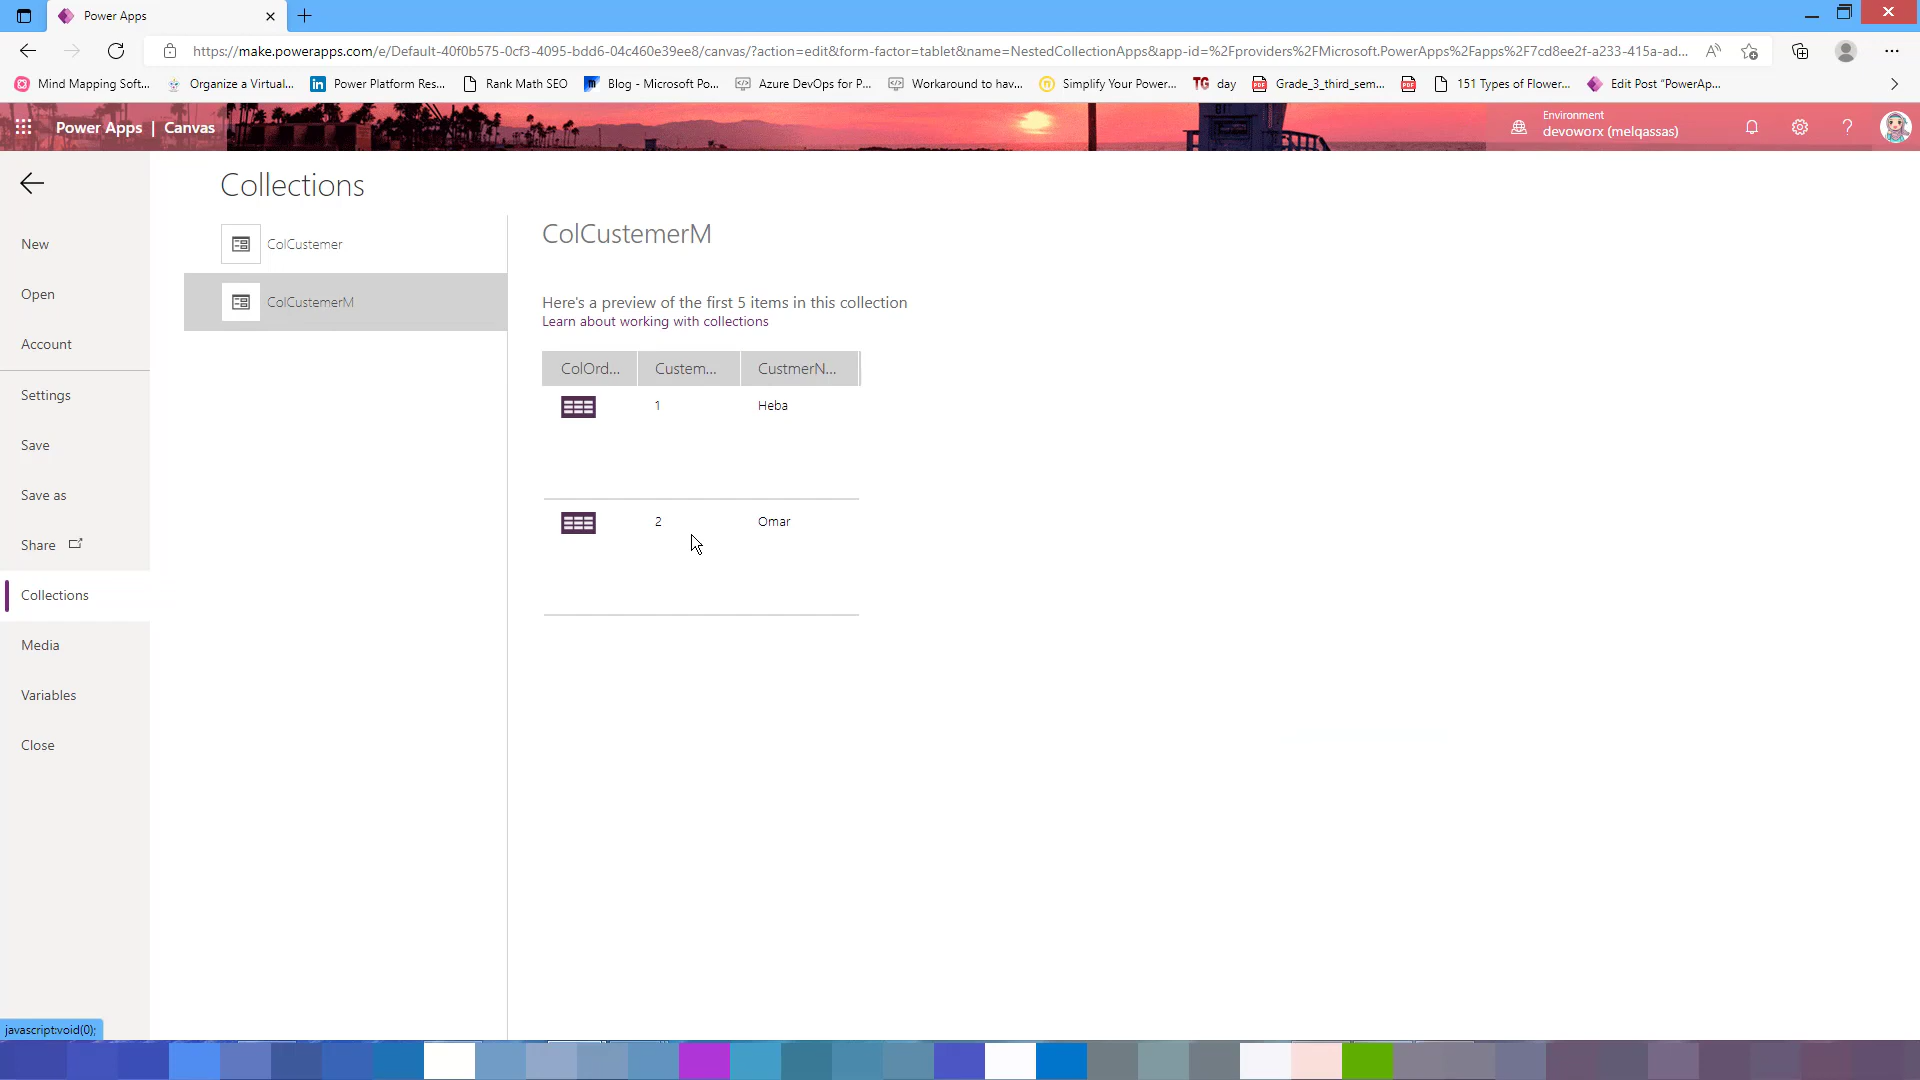 Power Apps
https://make.powerapps.com/e/Default-40f0b575-0cf3-4095-bdd6-04c460e39ee8/canvas/?action=edit&form-factor=tablet&name=NestedCollectionApps&app-id=%2Fproviders%2FMicrosoft.PowerApps%2Fapps%2F7cd8ee2f-a233-415a-ad...
Mind Mapping Soft... Organize a Virtual... Power Platform Res... Rank Math SEO Blog - Microsoft Po... Azure DevOps for P... Workaround to hav... Simplify Your Power... TG day Grade_3_third_sem... 151 Types of Flower... Edit Post "PowerAp...
Power Apps | Canvas
Environment
devoworx (melqassas)
Collections
New
Open
Account
Settings
Save
Save as
Share
Collections
Media
Variables
Close
ColCustemer
ColCustemerM
ColCustemerM
Here's a preview of the first 5 items in this collection
Learn about working with collections
ColOrd... Custem... CustmerN...
1 Heba
2 Omar
javascript:void(0);